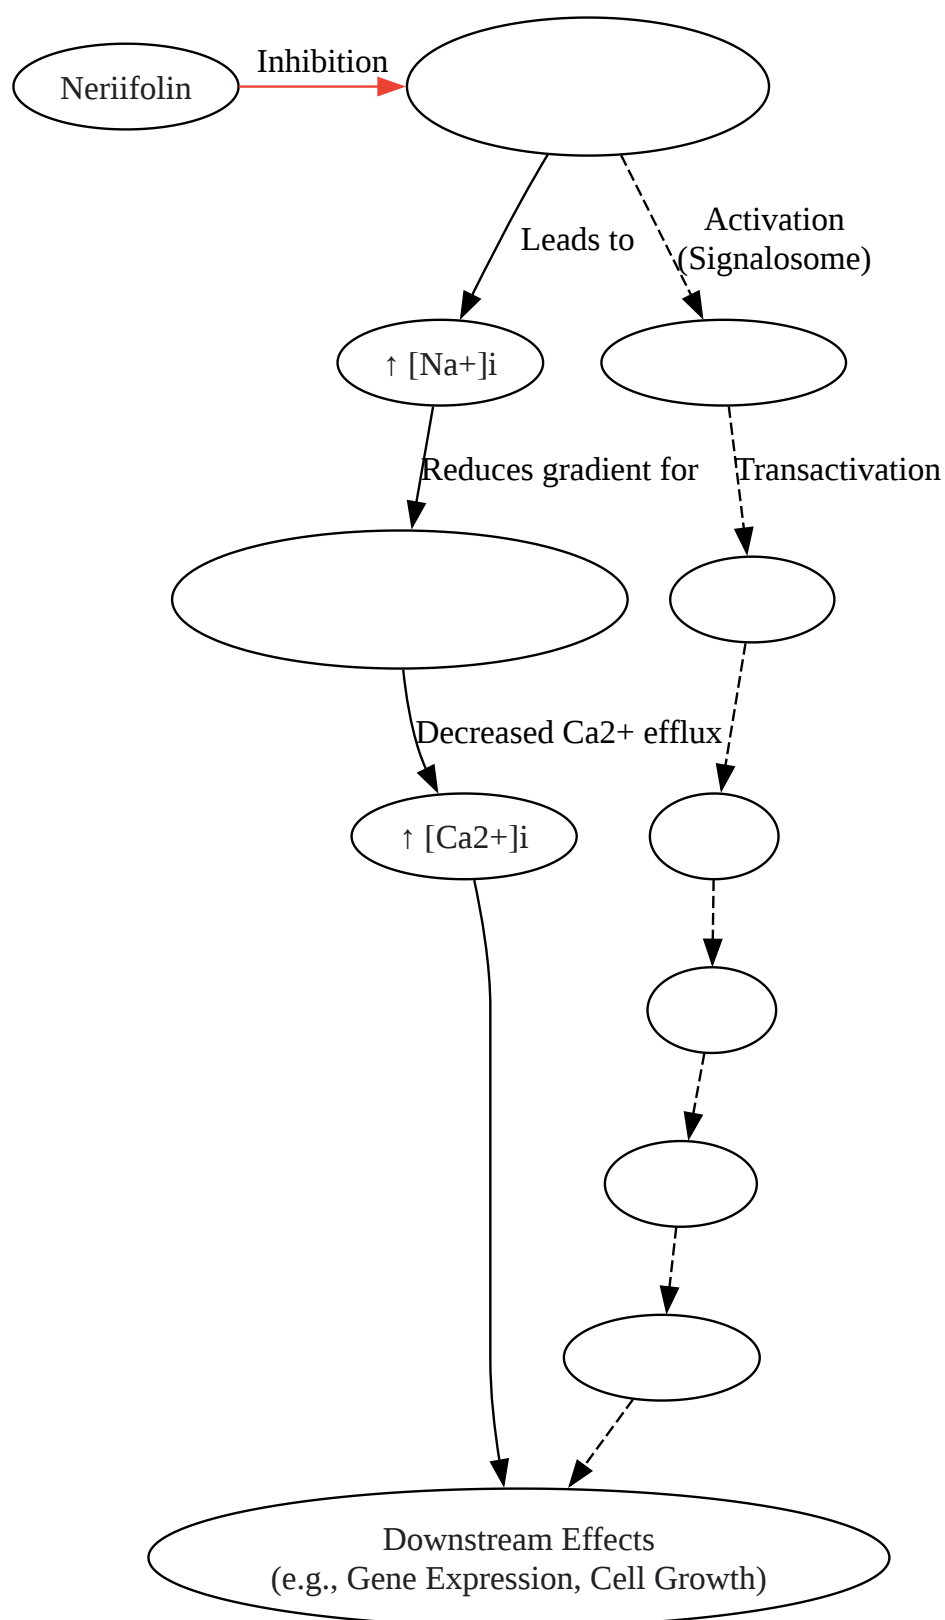 Neriifolin
Inhibition
Leads to
Activation
(Signalosome)
↑ [Na+]i
Reduces gradient for
Transactivation
Decreased Ca2+ efflux
↑ [Ca2+]i
Downstream Effects
(e.g., Gene Expression, Cell Growth)